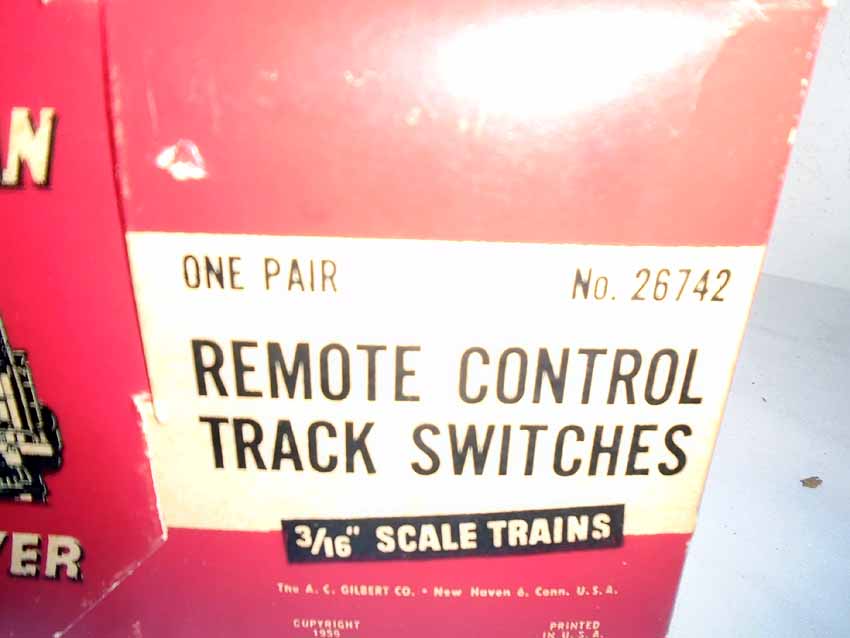 N
YER
ONE PAIR No. 26742
REMOTE CONTROL
TRACK SWITCHES
3/16" SCALE TRAINS
The A. C. GILBERT CO. • New Haven 6, Conn. U.S.A.
COPYRIGHT PRINTED
IN U.S.A.